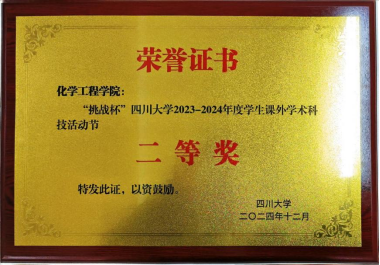 荣誉证书
化学工程学院：
“挑战杯”四川大学2023-2024年度学生课外学术科
技活动节
二等奖
特发此证，以资鼓励。
四川大学
二〇二四年十二月